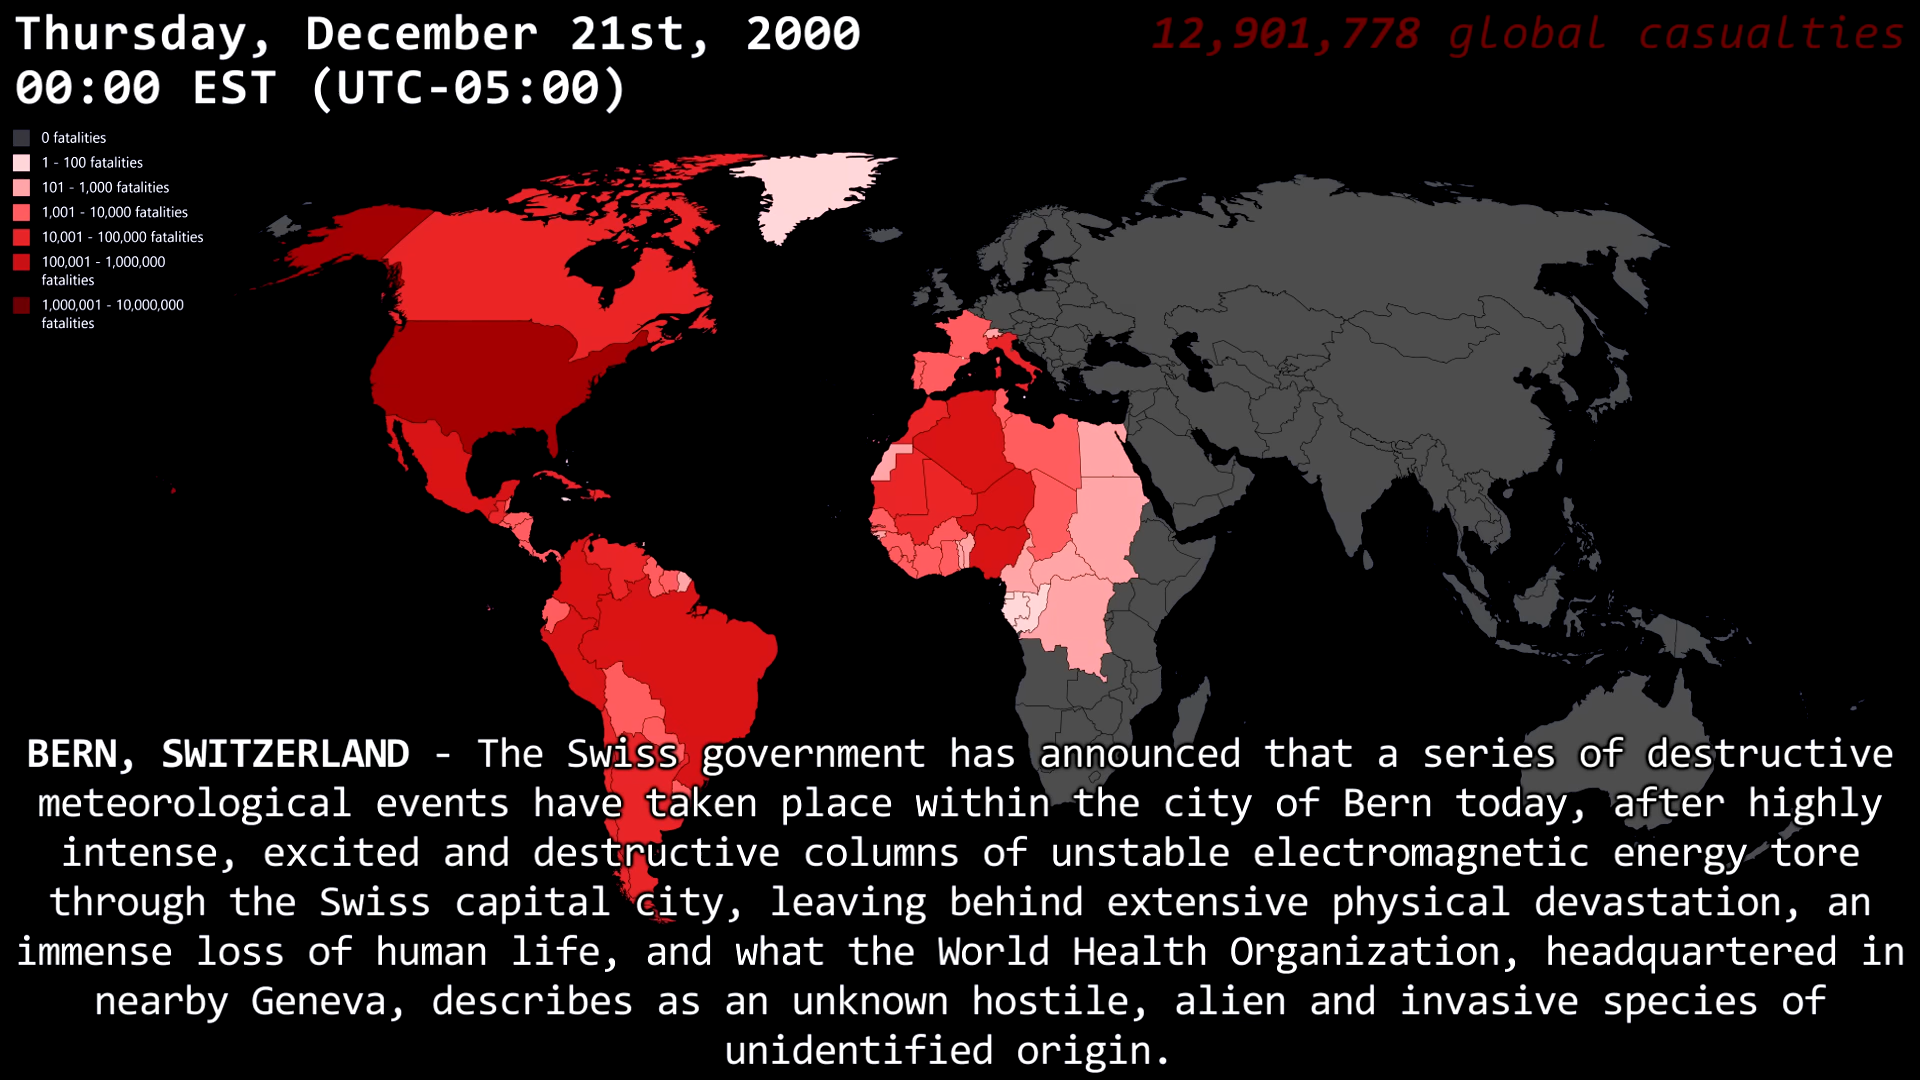 Thursday, December 21st, 2000
12,901,778 global casualties
00:00 EST (UTC-05:00)
0 fatalities
1 - 100 fatalities
101 - 1,000 fatalities
1,001 - 10,000 fatalities
10,001 - 100,000 fatalities
100,001 - 1,000,000
fatalities
1,000,001 - 10,000,000
fatalities
BERN, SWITZERLAND - The Swiss government has announced that a series of destructive
meteorological events have taken place within the city of Bern today, after highly
intense, excited and destructive columns of unstable electromagnetic energy tore
through the Swiss capital city, leaving behind extensive physical devastation, an
immense loss of human life, and what the World Health Organization, headquartered in
nearby Geneva, describes as an unknown hostile, alien and invasive species of
unidentified origin.